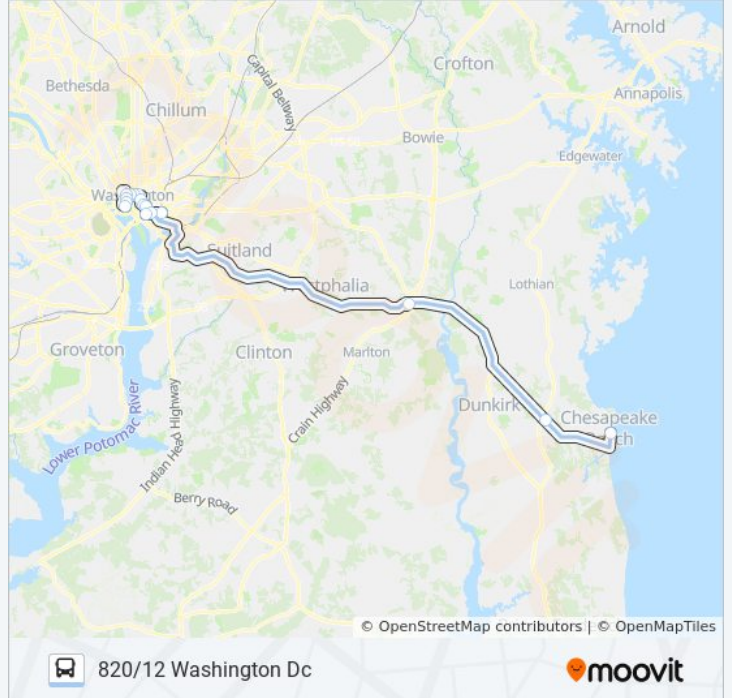 Arnold
Crofton
Bethesda
Capital Beltway
Annapolis
Chillum
Bowie
Edgewater
Suitland
Lothian
Groveton
Clinton
Marlton
Lower Potomac River
Indian Head Highway
Crain Highway
Dunkirk
Chesapeake
Berry Road
© OpenStreetMap contributors | © OpenMapTiles
820/12 Washington Dc
moovit